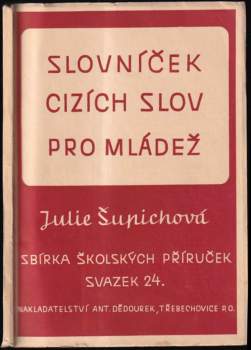 SLOVNÍČEK
CIZÍCH SLOV
PRO MLÁDEŽ
Julie Šupichová
SBÍRKA ŠKOLSKÝCH PŘÍRUČEK
SVAZEK 24.
NAKLADATELSTVÍ ANT. DĚDOUREK, TŘEBECHOVICE P. O.